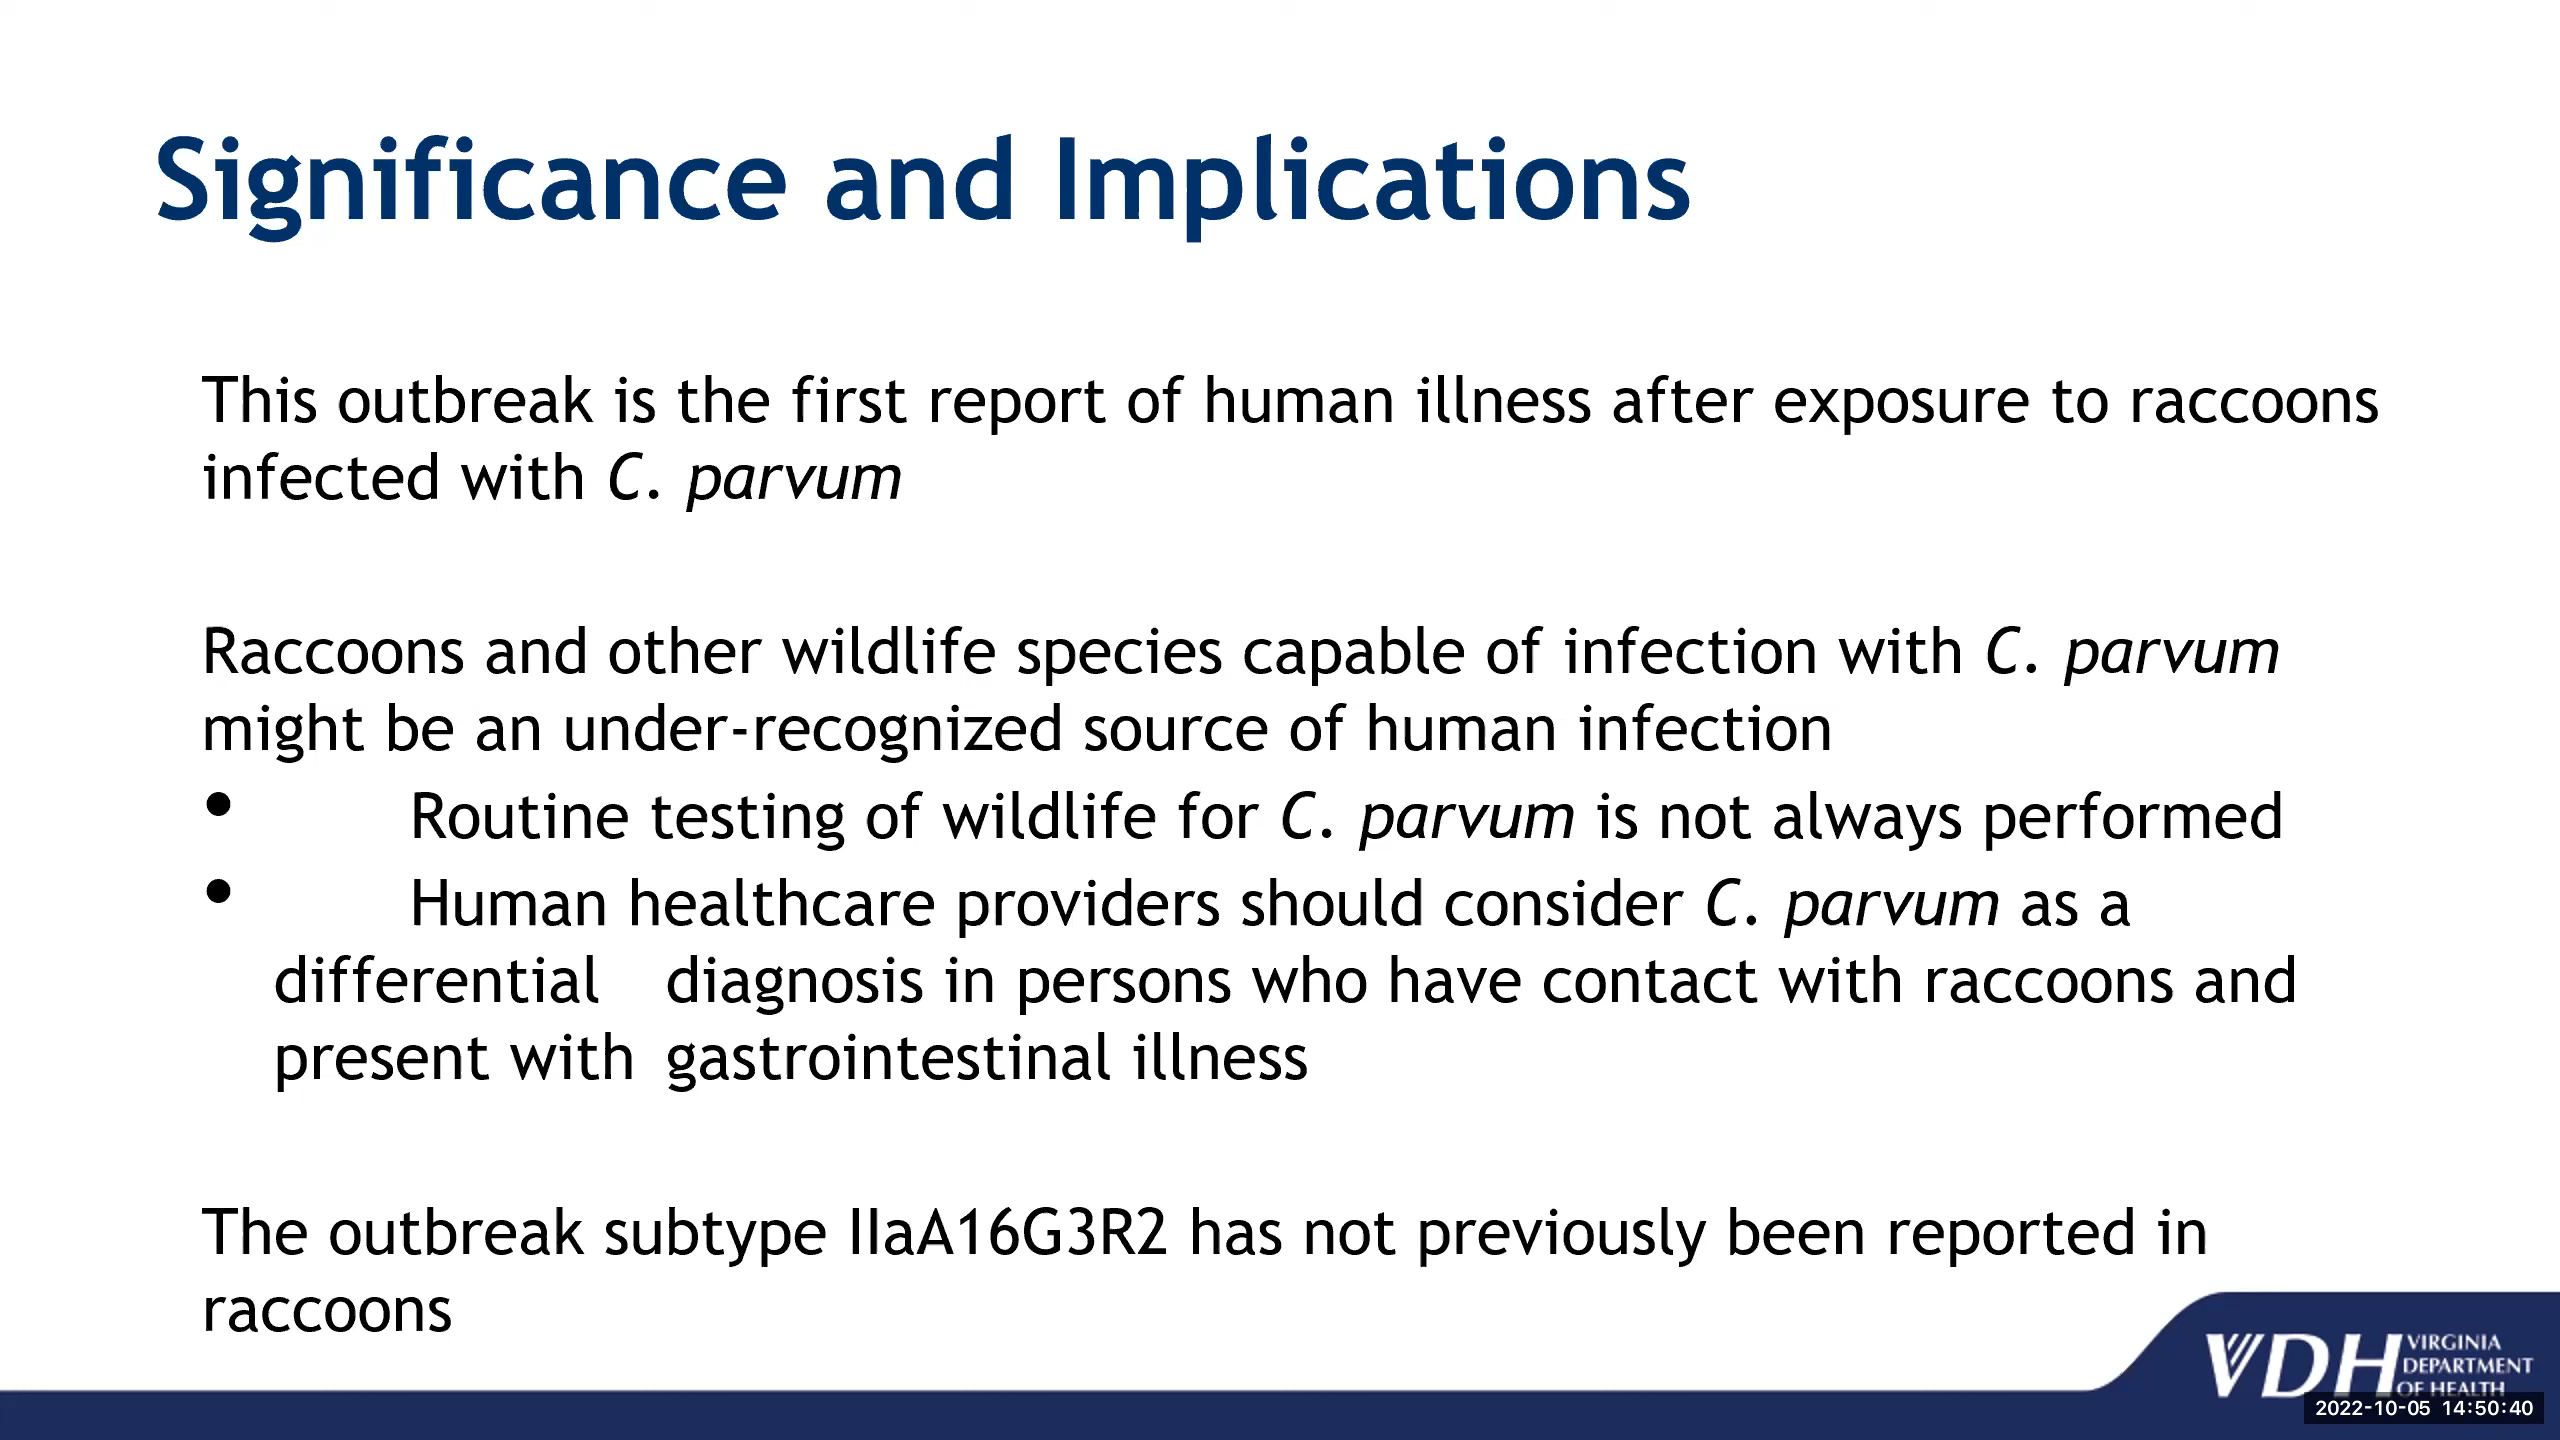 Significance and Implications
This outbreak is the first report of human illness after exposure to raccoons
infected with C. parvum
Raccoons and other wildlife species capable of infection with C. parvum
might be an under-recognized source of human infection
• Routine testing of wildlife for C. parvum is not always performed
• Human healthcare providers should consider C. parvum as a
differential diagnosis in persons who have contact with raccoons and
present with gastrointestinal illness
The outbreak subtype IIaA16G3R2 has not previously been reported in
raccoons
VDH VIRGINIA
DEPARTMENT
OF HEALTH
2022-10-05 14:50:40